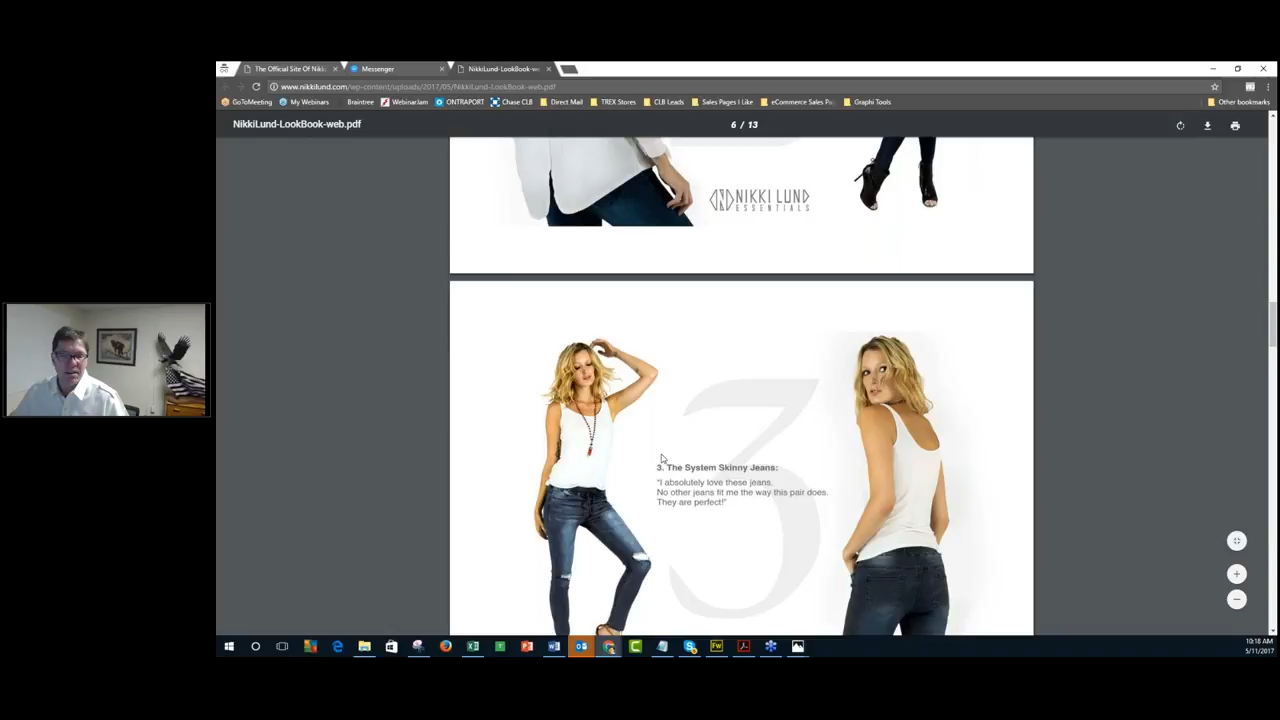 The Official Site Of Nikki
Messenger
NikkiLund-LookBook-w
www.nikkilund.com/wp-content/uploads/2017/05/NikkiLund-LookBook-web.pdf
GoToMeeting
My Webinars
Braintree
WebinarJam
ONTRAPORT
Chase CLB
Direct Mail
TREX Stores
CLB Leads
Sales Pages I Like
eCommerce Sales Pa
Graphi Tools
Other bookmarks
NikkiLund-LookBook-web.pdf
6 / 13
NIKKI LUND
ESSENTIALS
3
3. The System Skinny Jeans:
"I absolutely love these jeans.
No other jeans fit me the way this pair does.
They are perfect!"
10:18 AM
5/11/2017